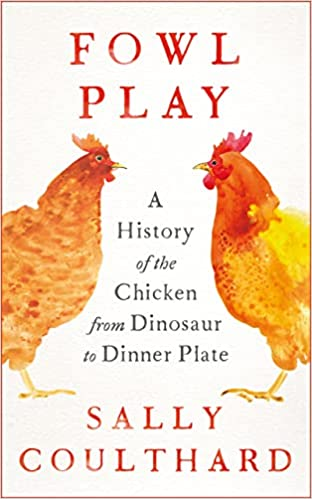 FOWL
PLAY
A
History
of the
Chicken
from Dinosaur
to Dinner Plate
SALLY
COULTHARD